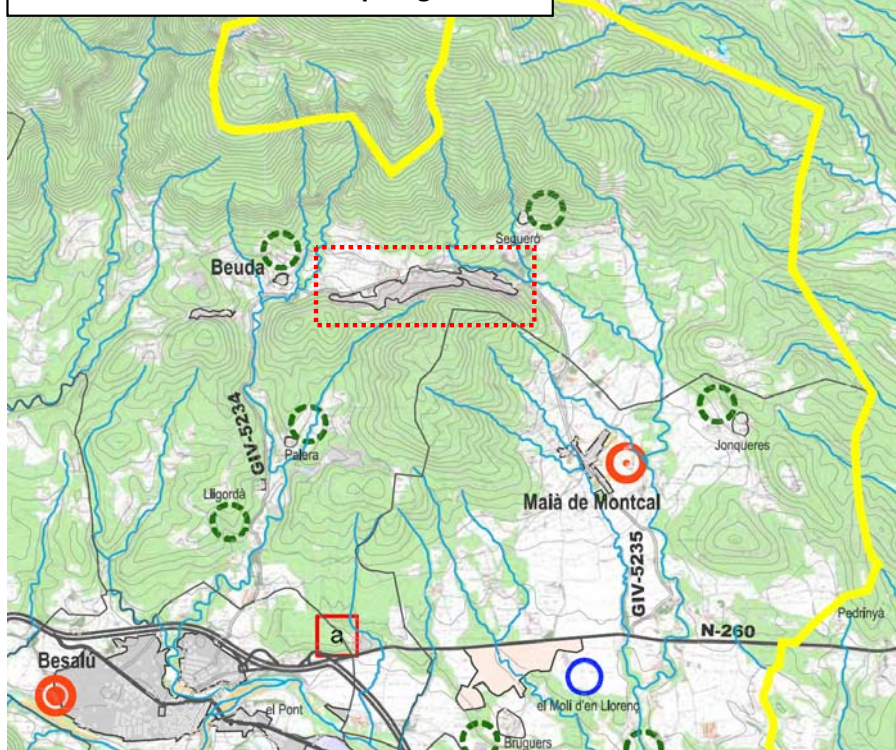 Segueró
Beuda
GIV-5234
Palera
Jonqueres
Lligordà
Maià de Montcal
GIV-5235
a
N-260
Pedrinyà
Besalú
el Pont
el Molí d'en Llorenç
Bruguers